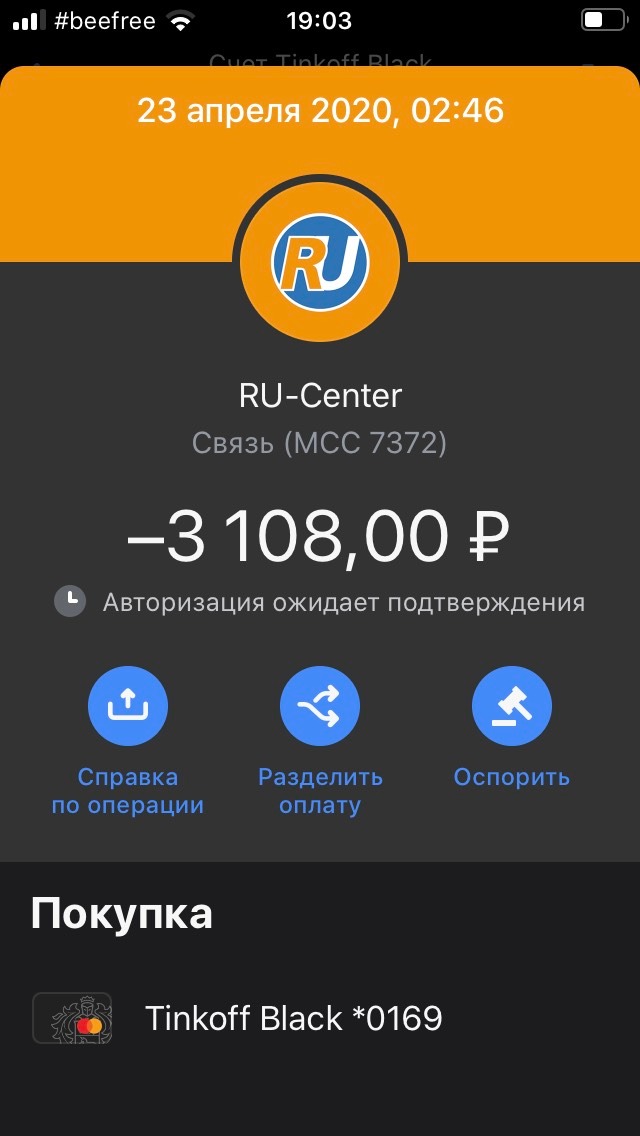 #beefree
19:03
Счет Tinkoff Black
23 апреля 2020, 02:46
RU
RU-Center
Связь (MCC 7372)
–3 108,00 ₽
Авторизация ожидает подтверждения
Справка
по операции
Разделить
оплату
Оспорить
Покупка
Tinkoff Black *0169